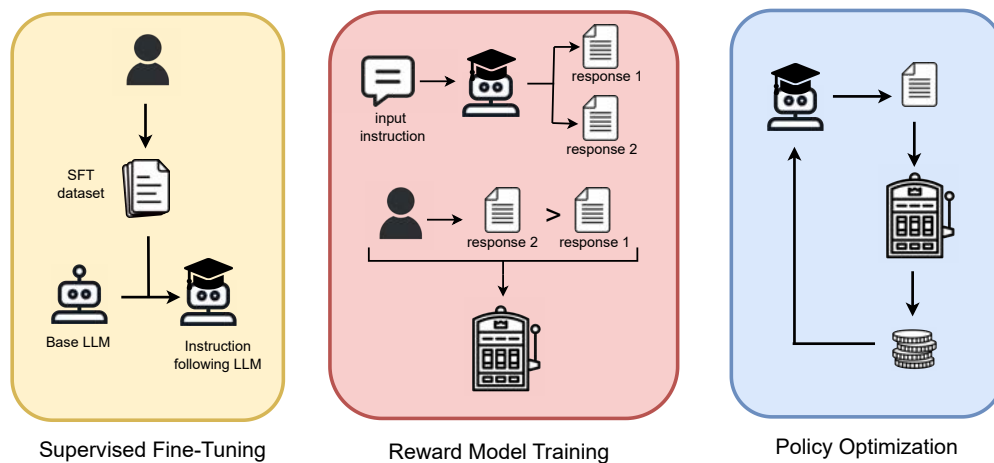 SFT
dataset
Base LLM
Instruction
following LLM
Supervised Fine-Tuning
input
instruction
response 1
response 2
response 2
>
response 1
Reward Model Training
Policy Optimization